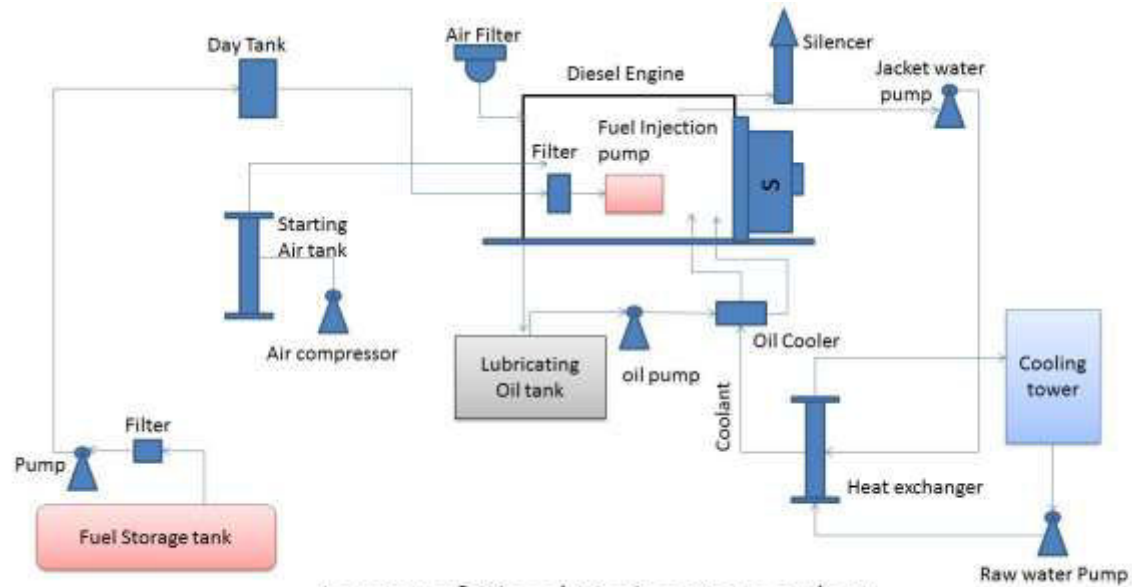 Air Filter
Silencer
Day Tank
Diesel Engine
Jacket water
pump
Fuel Injection
pump
Filter
S
Starting
Air tank
Air compressor
Oil Cooler
Lubricating
Oil tank
oil pump
Coolant
Cooling
tower
Filter
Pump
Heat exchanger
Fuel Storage tank
Raw water Pump